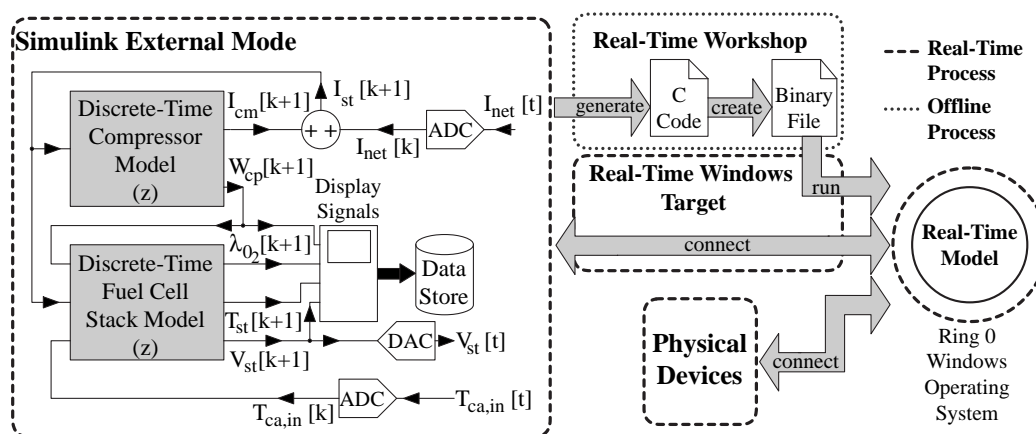 Simulink External Mode
Discrete-Time
Compressor
Model
(z)
I_cm[k+1]
I_st[k+1]
+ +
I_net[k]
ADC
I_net[t]
W_cp[k+1]
Display
Signals
λ_O2[k+1]
Discrete-Time
Fuel Cell
Stack Model
(z)
T_st[k+1]
V_st[k+1]
Data
Store
DAC
V_st[t]
T_ca,in[k]
ADC
T_ca,in[t]
Real-Time Workshop
generate
C
Code
create
Binary
File
run
Real-Time Windows
Target
connect
Physical
Devices
connect
Real-Time
Process
Offline
Process
Real-Time
Model
Ring 0
Windows
Operating
System